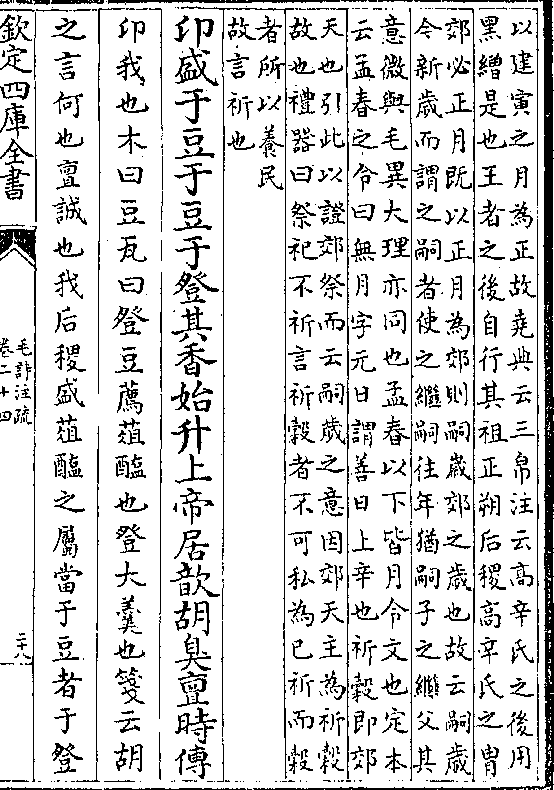 以建寅之月為正故堯典云三帛注云高辛氏之後用
黑繒是也王者之後自行其祖正朔后稷高辛氏之胄
郊必正月既以正月為郊則嗣歲郊之歲也故云嗣歲
今新歲而謂之嗣者使之繼嗣往年猶嗣子之繼父其
意微與毛異大理亦同也孟春以下皆月令文也定本
云孟春之令曰無月字元日謂善日上辛也祈穀即郊
天也引此以證郊祭而云嗣歲之意因郊天主為祈穀
故也禮器曰祭祀不祈言祈穀者不可私為已祈而穀
者所以養民
故言祈也
卬盛于豆于豆于登其香始升上帝居歆胡臭亶時傳
卬我也木曰豆瓦曰登豆薦菹醢也登大羹也箋云胡
之言何也亶誠也我后稷盛菹醢之屬當于豆者于登
欽定四庫全書
毛詩注疏
卷二十四
二十八